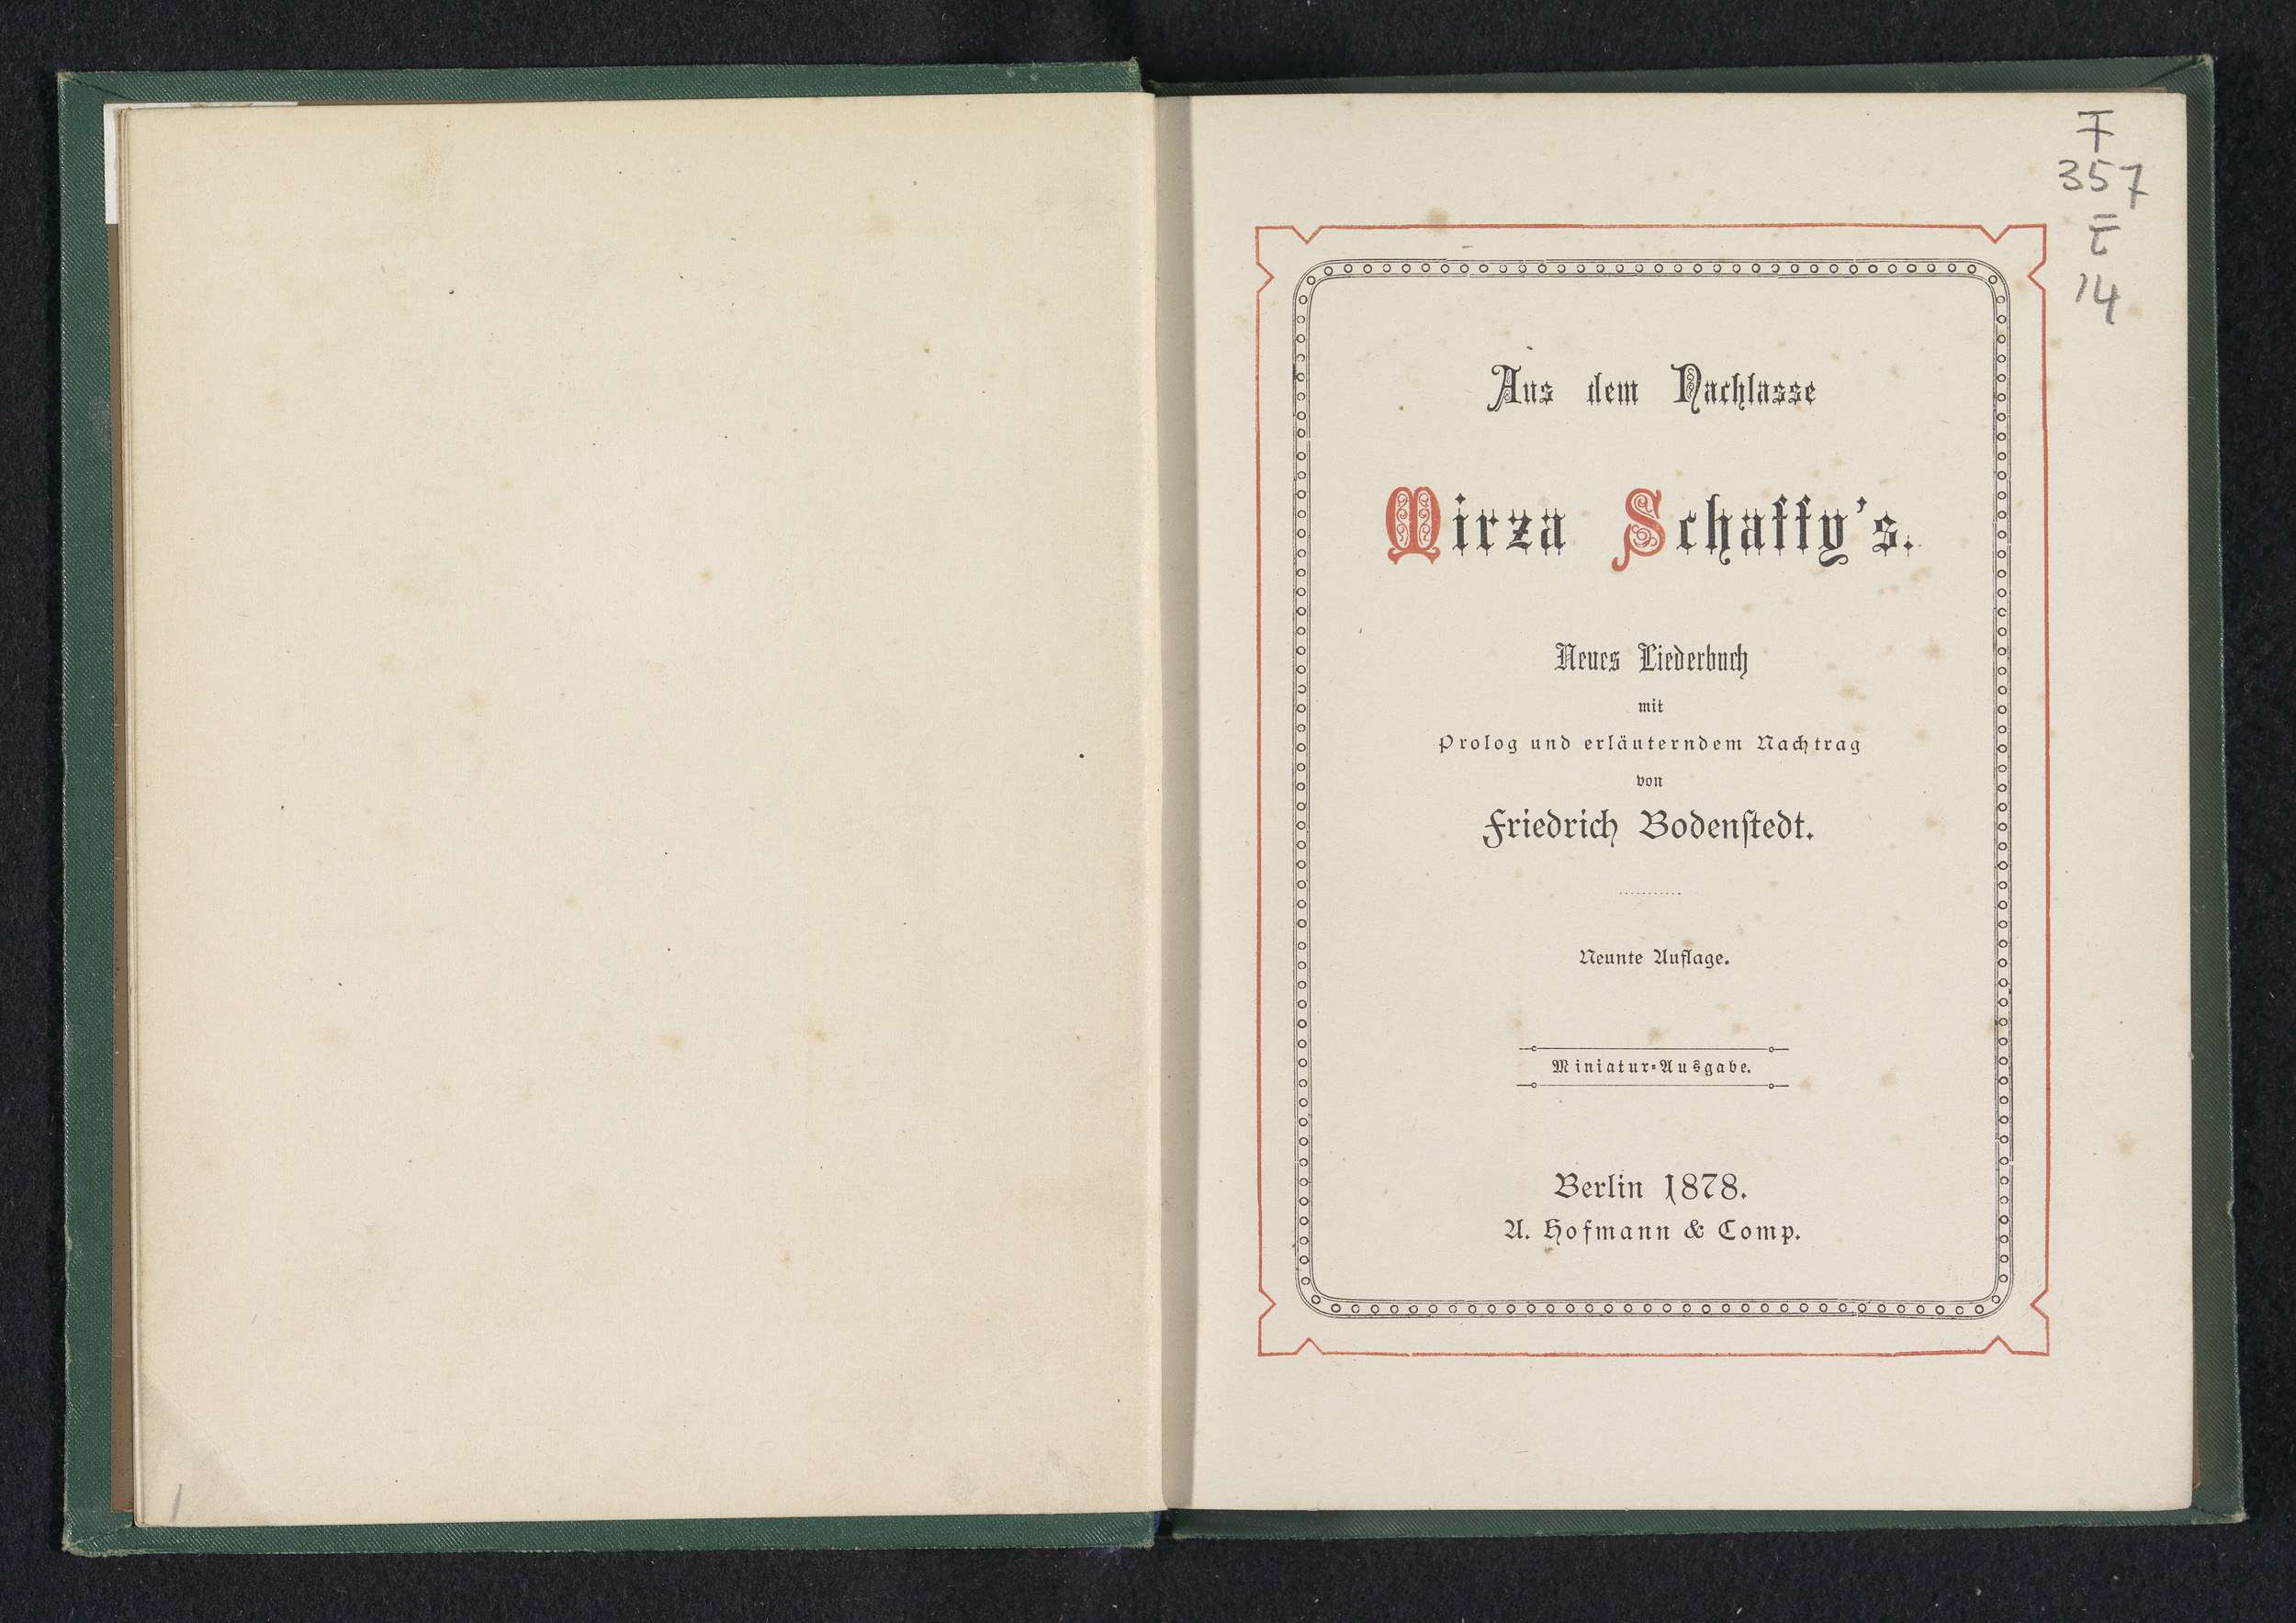 F
357
E
14
Aus dem Nachlasse
Mirza Schaffy's.
Neues Liederbuch
mit
Prolog und erläuterndem Nachtrag
von
Friedrich Bodenſtedt.
Neunte Auflage.
Miniatur-Ausgabe.
Berlin 1878.
A. Hofmann & Comp.